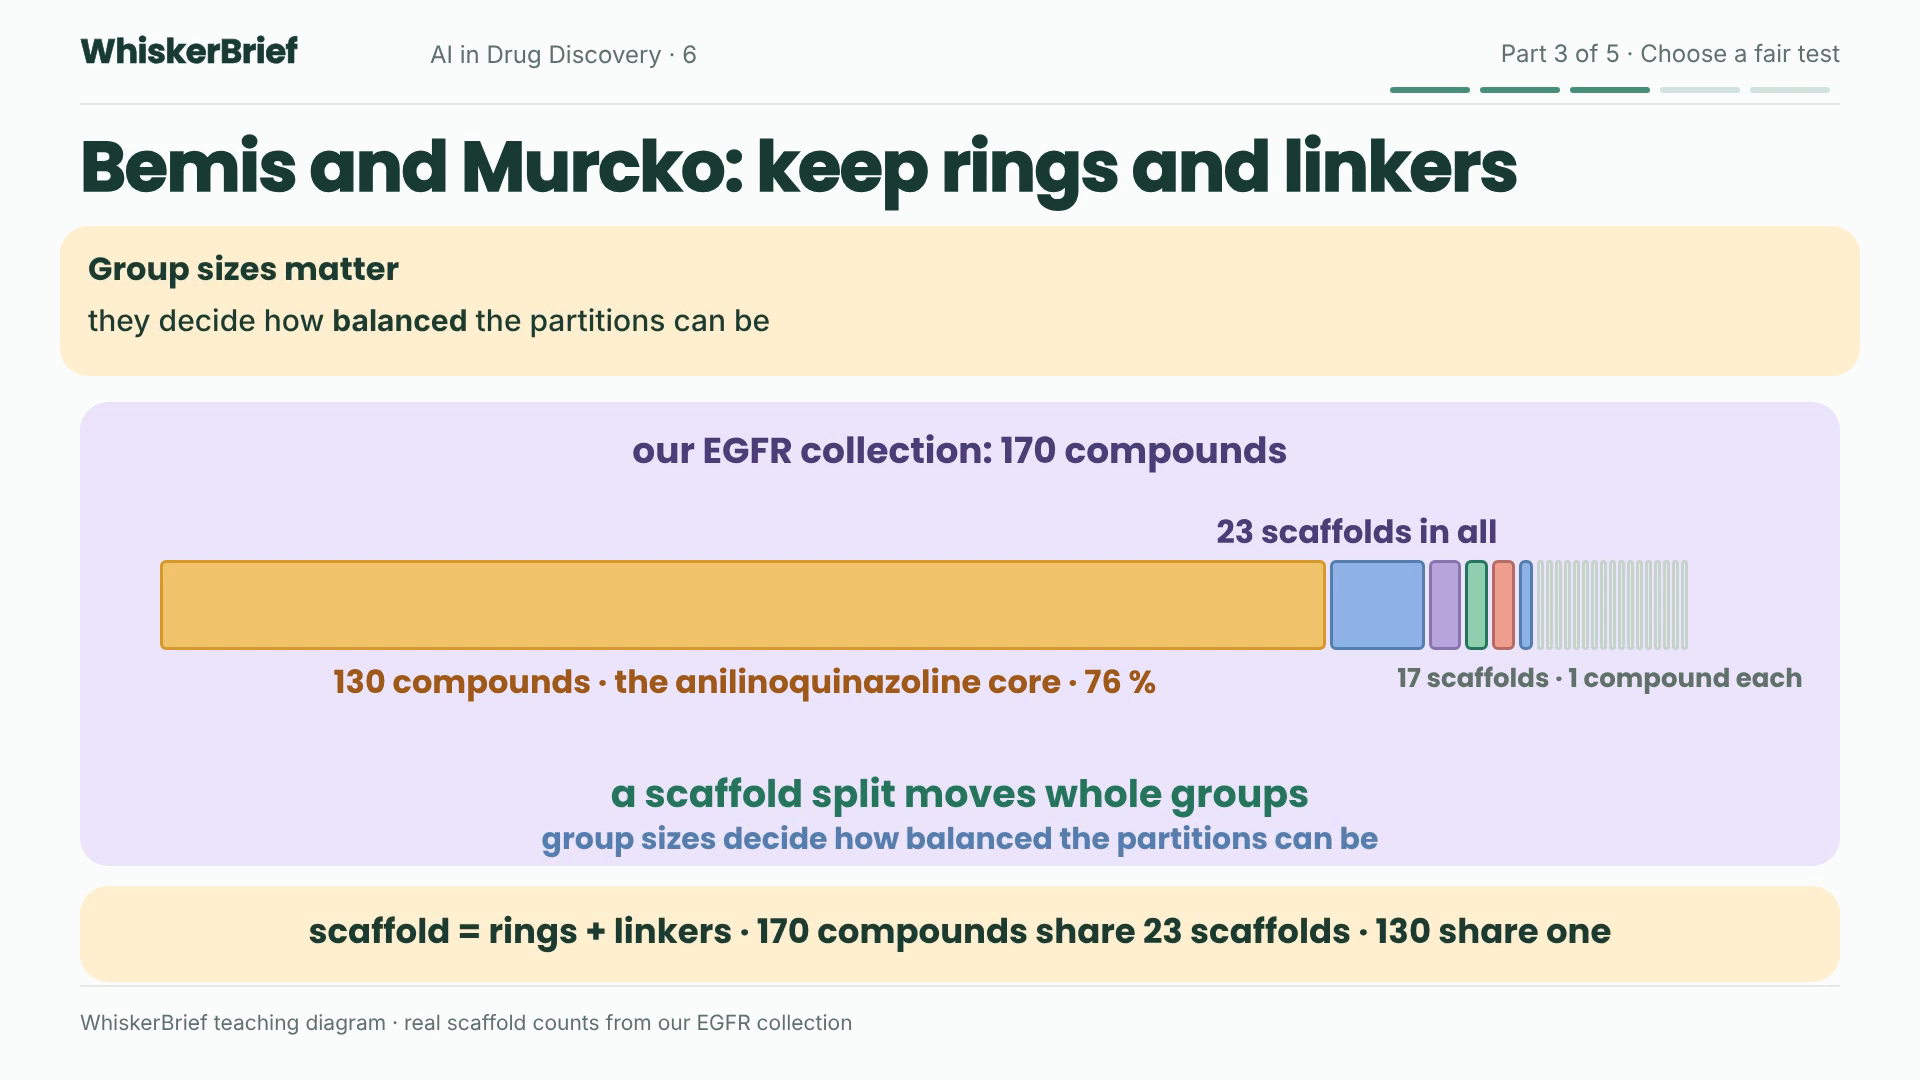 WhiskerBrief
AI in Drug Discovery · 6
Part 3 of 5 · Choose a fair test
Bemis and Murcko: keep rings and linkers
Group sizes matter
they decide how balanced the partitions can be
our EGFR collection: 170 compounds
23 scaffolds in all
130 compounds · the anilinoquinazoline core · 76 %
17 scaffolds · 1 compound each
a scaffold split moves whole groups
group sizes decide how balanced the partitions can be
scaffold = rings + linkers · 170 compounds share 23 scaffolds · 130 share one
WhiskerBrief teaching diagram · real scaffold counts from our EGFR collection